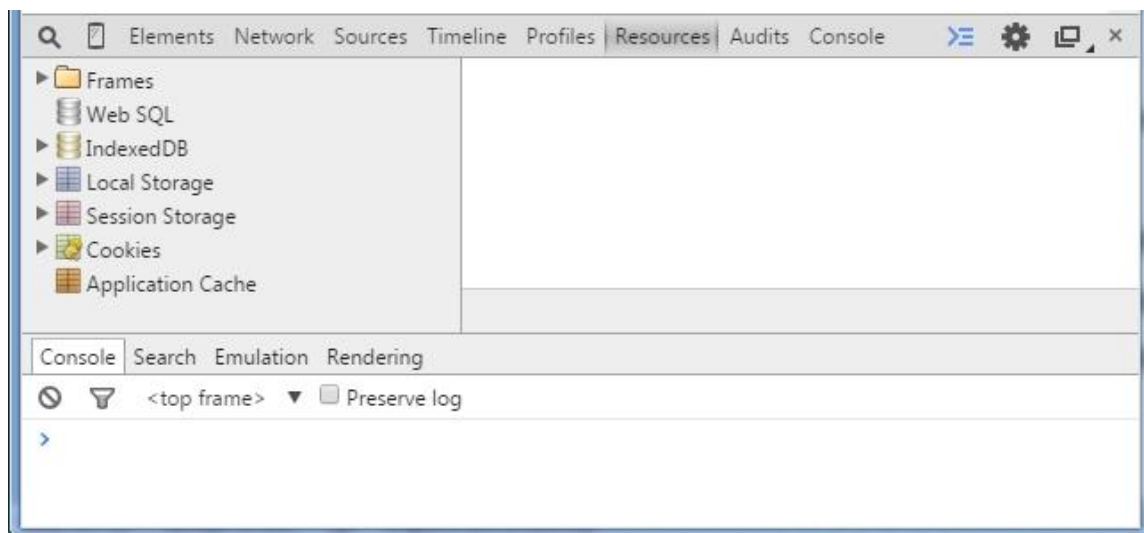 Elements Network Sources Timeline Profiles Resources Audits Console
Frames
Web SQL
IndexedDB
Local Storage
Session Storage
Cookies
Application Cache
Console Search Emulation Rendering
<top frame> ▼ Preserve log
>